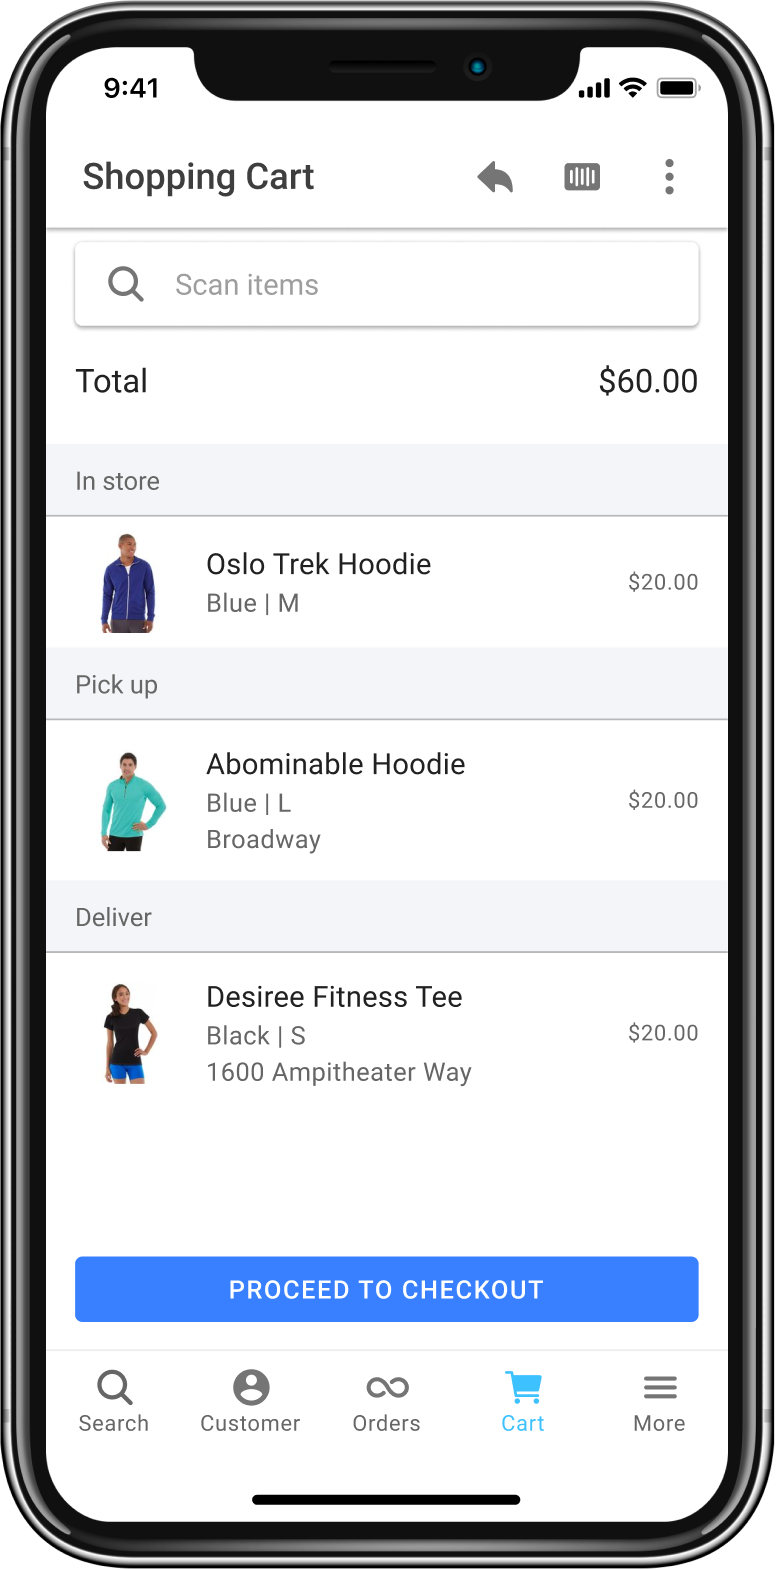 9:41
Shopping Cart
Scan items
Total $60.00
In store
Oslo Trek Hoodie
Blue | M
$20.00
Pick up
Abominable Hoodie
Blue | L
Broadway
$20.00
Deliver
Desiree Fitness Tee
Black | S
1600 Ampitheater Way
$20.00
PROCEED TO CHECKOUT
Search Customer Orders Cart More